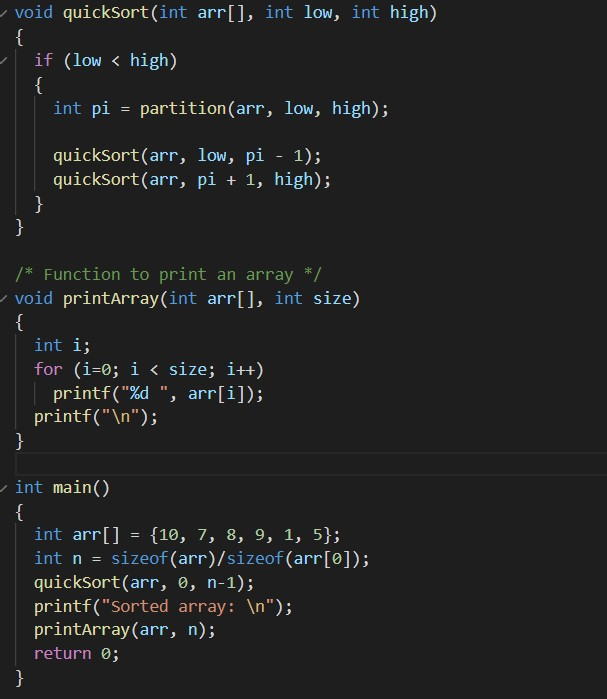 void quickSort(int arr[], int low, int high)
{
  if (low < high)
  {
    int pi = partition(arr, low, high);

    quickSort(arr, low, pi - 1);
    quickSort(arr, pi + 1, high);
  }
}

/* Function to print an array */
void printArray(int arr[], int size)
{
  int i;
  for (i=0; i < size; i++)
    printf("%d ", arr[i]);
  printf("\n");
}

int main()
{
  int arr[] = {10, 7, 8, 9, 1, 5};
  int n = sizeof(arr)/sizeof(arr[0]);
  quickSort(arr, 0, n-1);
  printf("Sorted array: \n");
  printArray(arr, n);
  return 0;
}